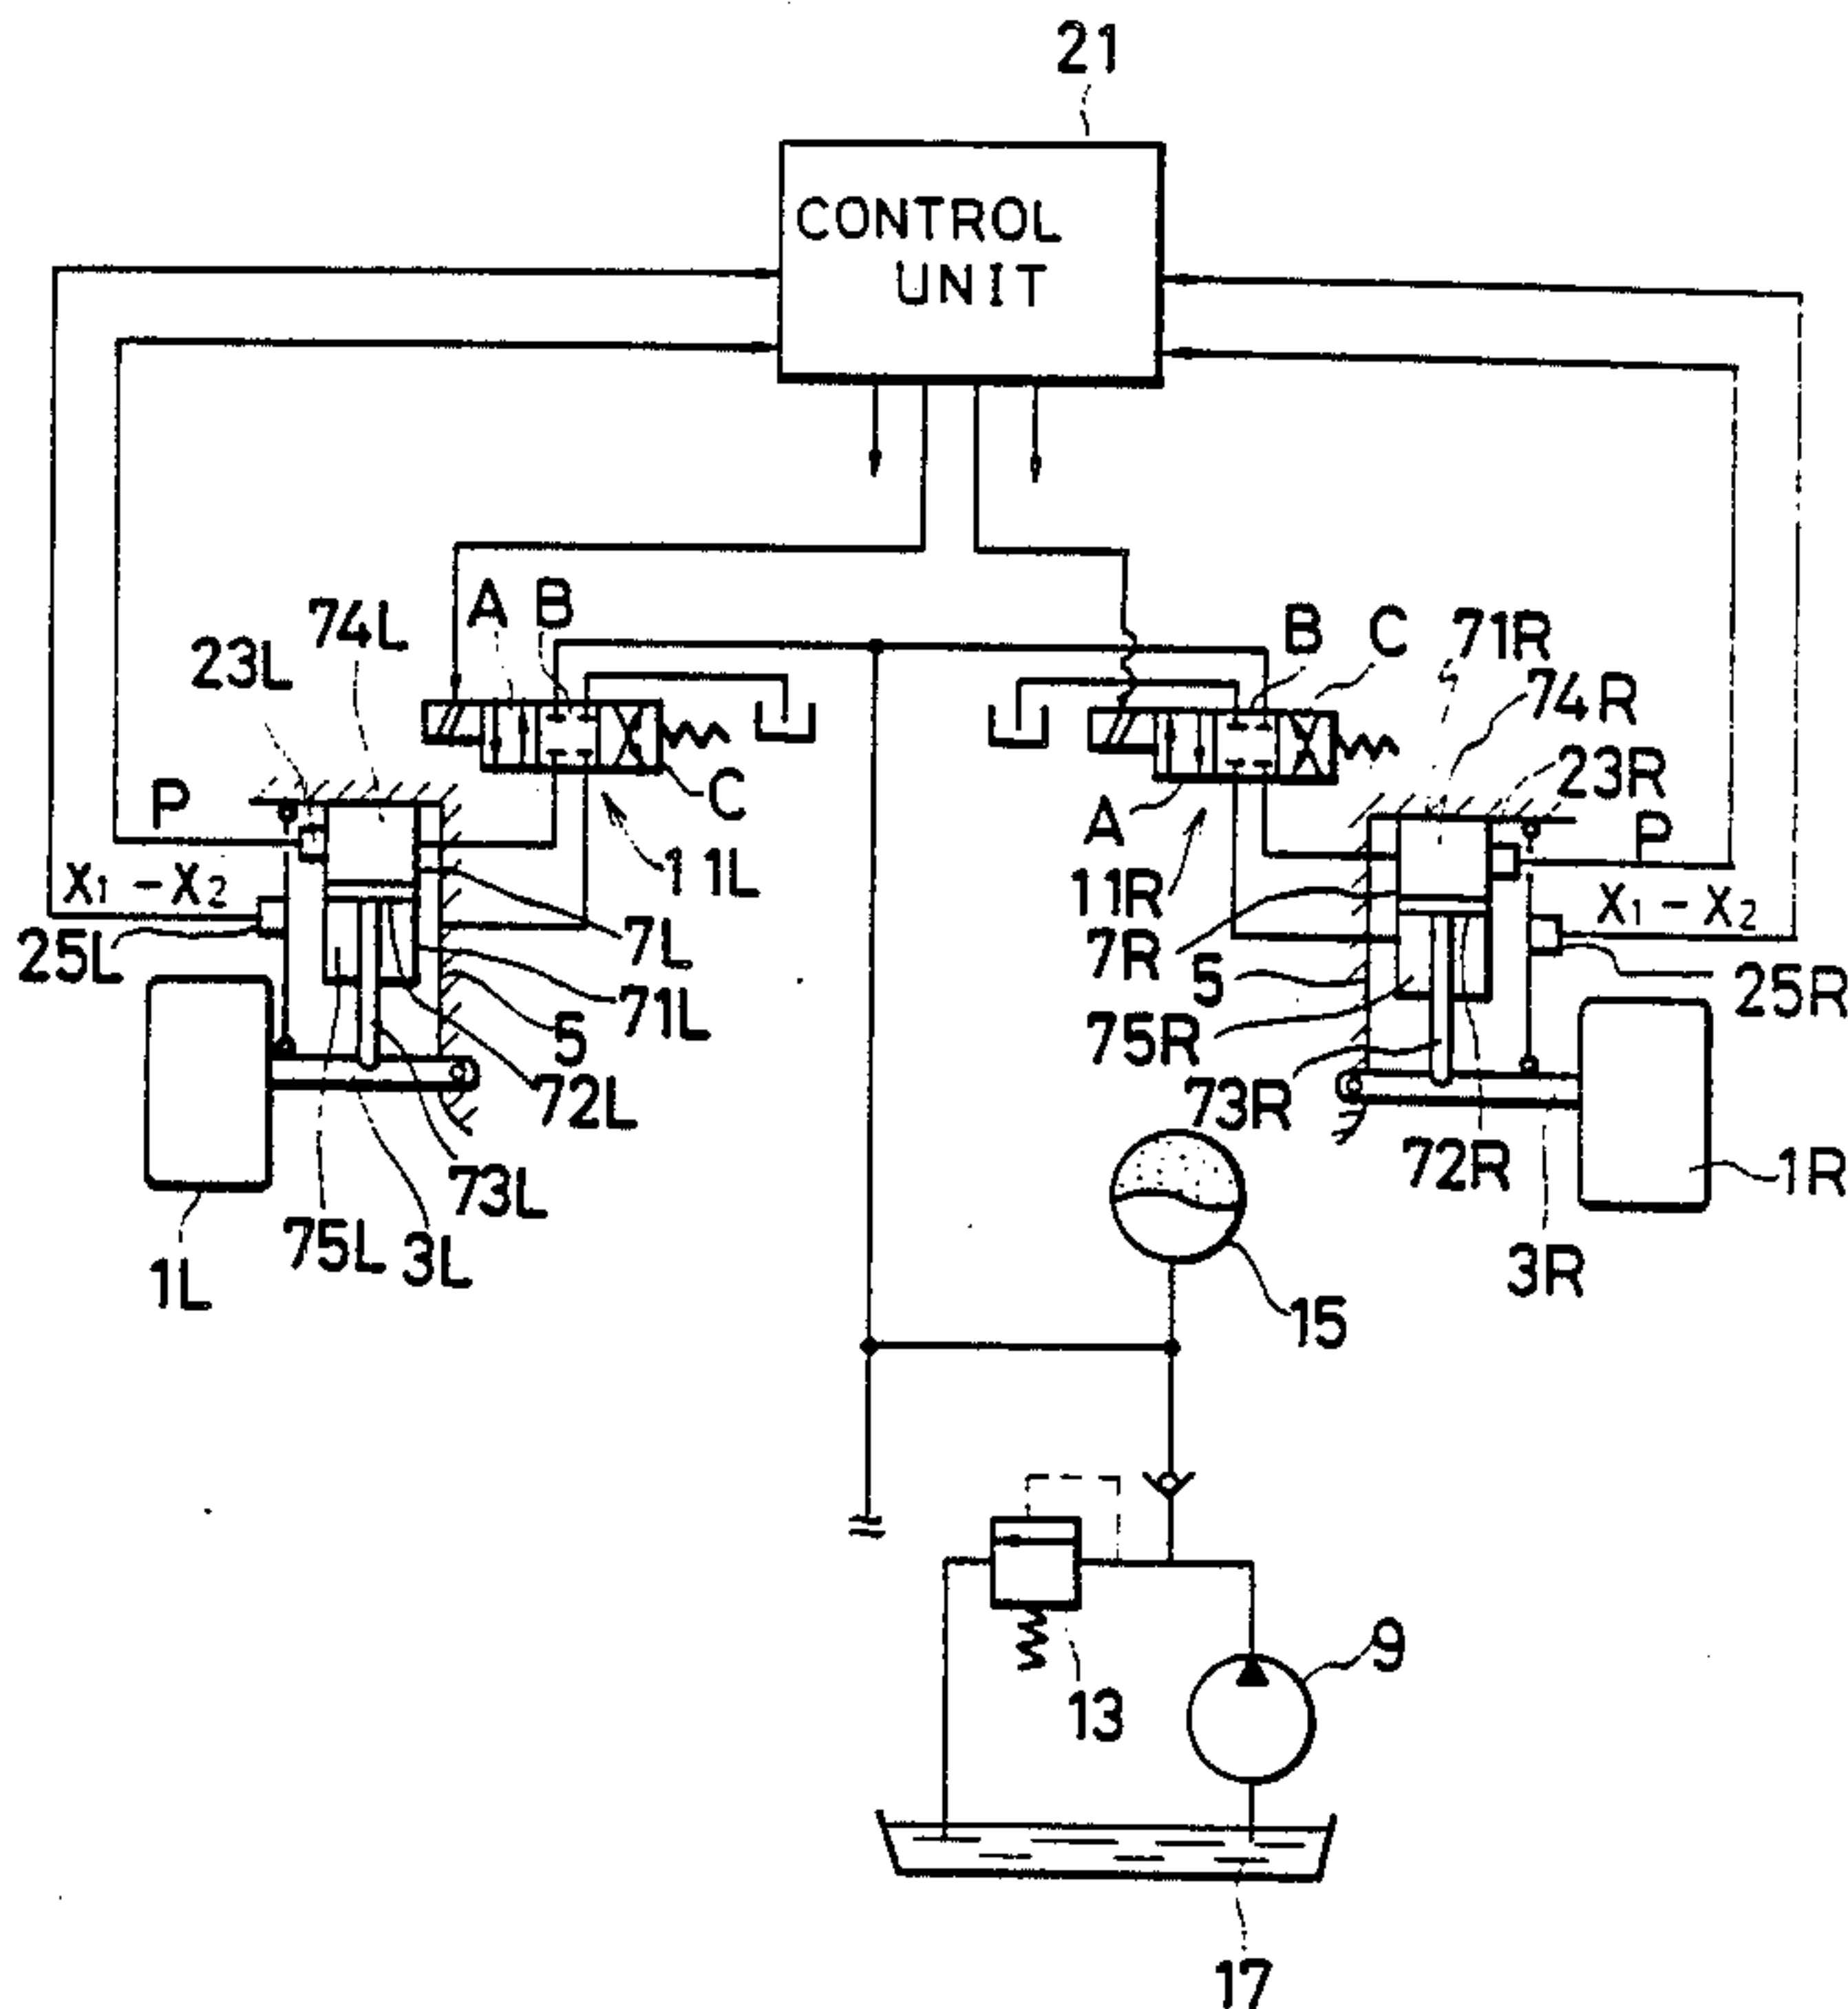 21
CONTROL
UNIT
A B
B C 71R
74L
23L
74R
23R
P
C
A
P
11L
11R
X₁ - X₂
X₁ - X₂
25L
7L
7R
5
25R
71L
5
75R
72L
73R
72R
1R
73L
75L 3L
1L
3R
15
9
13
17